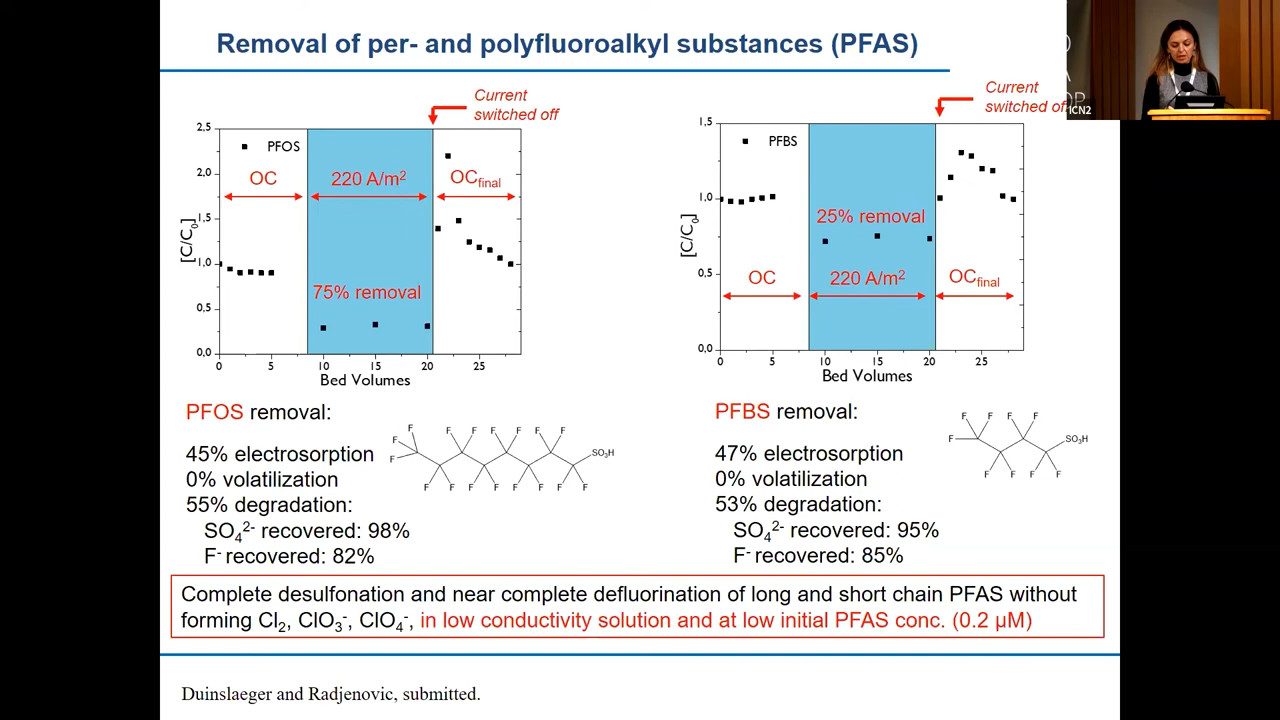 Removal of per- and polyfluoroalkyl substances (PFAS)
Current
switched off
2,5
2,0
1,5
1,0
0,5
0,0
[C/C0]
PFOS
OC
220 A/m2
OCfinal
75% removal
0 5 10 15 20 25
Bed Volumes
Current
switched of
1,5
1,0
0,5
0,0
[C/C0]
PFBS
25% removal
OC
220 A/m2
OCfinal
0 5 10 15 20 25
Bed Volumes
PFOS removal:
45% electrosorption
0% volatilization
55% degradation:
SO42- recovered: 98%
F- recovered: 82%
F F F F F F F F F F F F F F F F F SO3H
PFBS removal:
47% electrosorption
0% volatilization
53% degradation:
SO42- recovered: 95%
F- recovered: 85%
F F F F F F F F F SO3H
Complete desulfonation and near complete defluorination of long and short chain PFAS without
forming Cl2, ClO3-, ClO4-, in low conductivity solution and at low initial PFAS conc. (0.2 µM)
Duinslaeger and Radjenovic, submitted.
ICN2